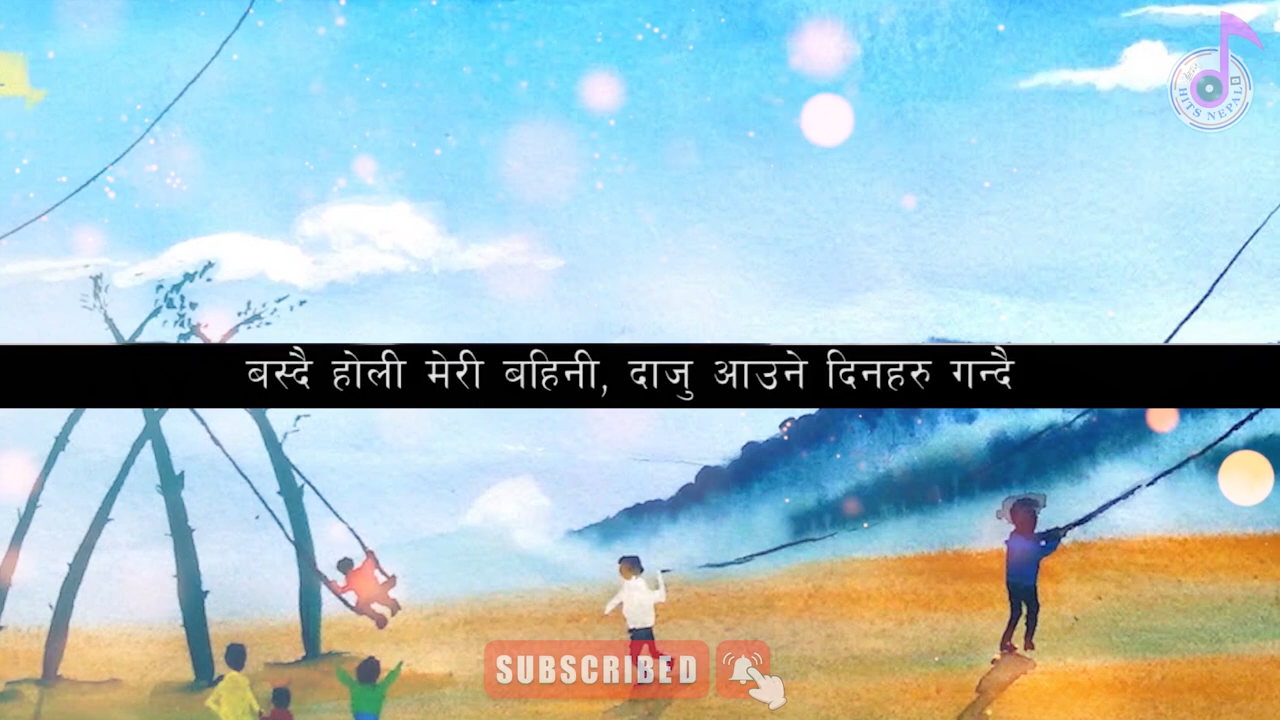 HITS NEPAL
बस्दै होली मेरी बहिनी, दाजु आउने दिनहरु गन्दै
SUBSCRIBED